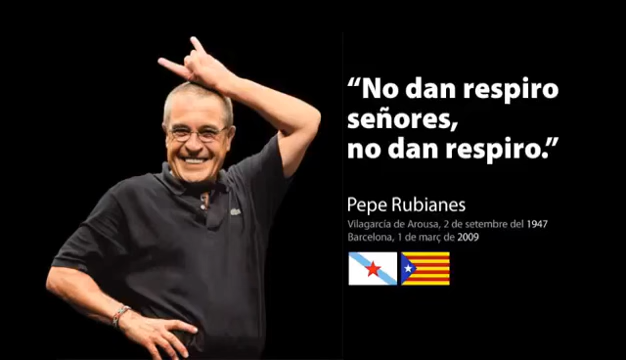 “No dan respiro
señores,
no dan respiro.”
Pepe Rubianes
Vilagarcía de Arousa, 2 de setembre del 1947
Barcelona, 1 de març de 2009